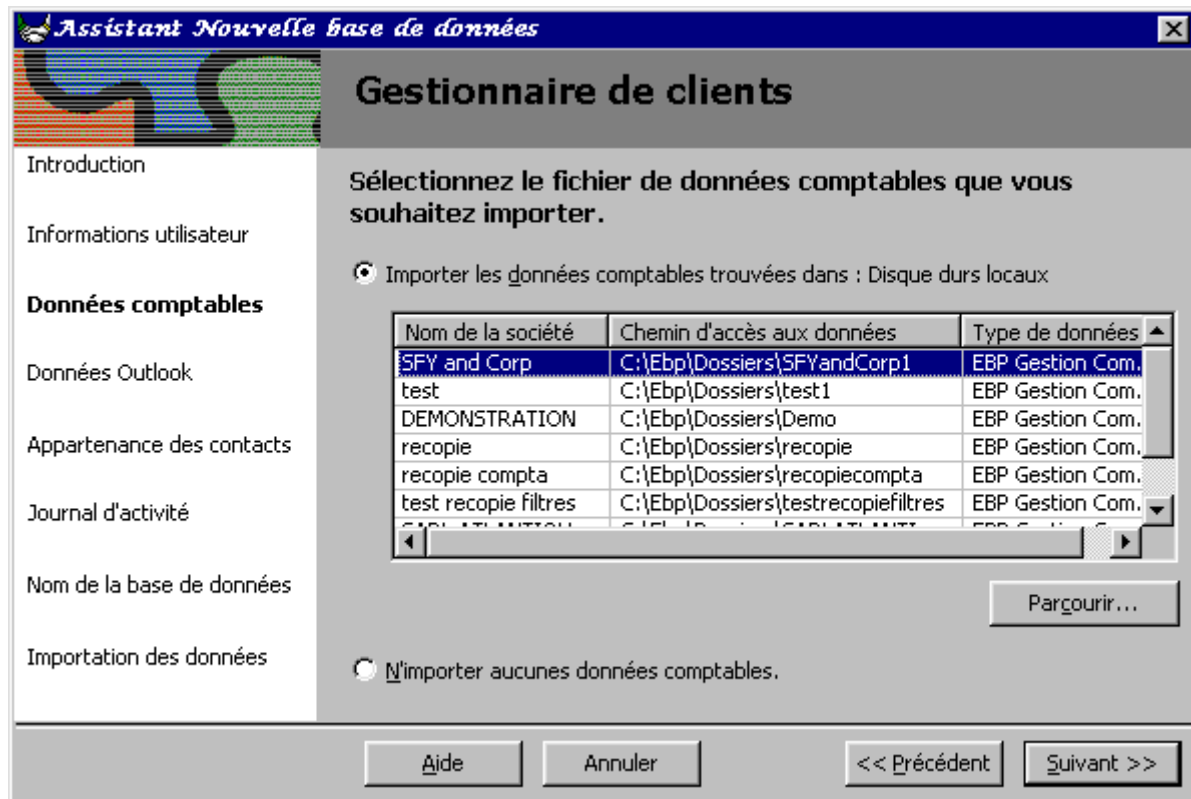 Assistant Nouvelle base de données
Gestionnaire de clients
Introduction
Informations utilisateur
Données comptables
Données Outlook
Appartenance des contacts
Journal d'activité
Nom de la base de données
Importation des données
Sélectionnez le fichier de données comptables que vous
souhaitez importer.
Importer les données comptables trouvées dans : Disque durs locaux
Nom de la société Chemin d'accès aux données Type de données
SFY and Corp C:\Ebp\Dossiers\SFYandCorp1 EBP Gestion Com.
test C:\Ebp\Dossiers\test1 EBP Gestion Com.
DEMONSTRATION C:\Ebp\Dossiers\Demo EBP Gestion Com.
recopie C:\Ebp\Dossiers\recopie EBP Gestion Com.
recopie compta C:\Ebp\Dossiers\recopiecompta EBP Gestion Com.
test recopie filtres C:\Ebp\Dossiers\testrecopiefiltres EBP Gestion Com.
Parcourir...
N'importer aucunes données comptables.
Aide Annuler << Précédent Suivant >>